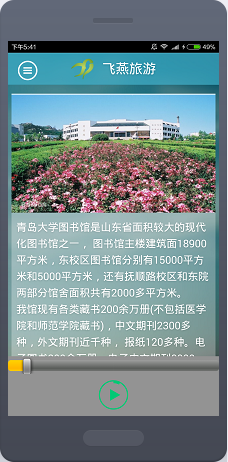 下午5:41 49%
飞燕旅游
青岛大学图书馆是山东省面积较大的现代
化图书馆之一，图书馆主楼建筑面18900
平方米，东校区图书馆分别有15000平方
米和5000平方米，还有抚顺路校区和东院
两部分馆舍面积共有2000多平方米。
我馆现有各类藏书200余万册(不包括医学
院和师范学院藏书)，中文期刊2300多
种，外文期刊近千种， 报纸120多种。电